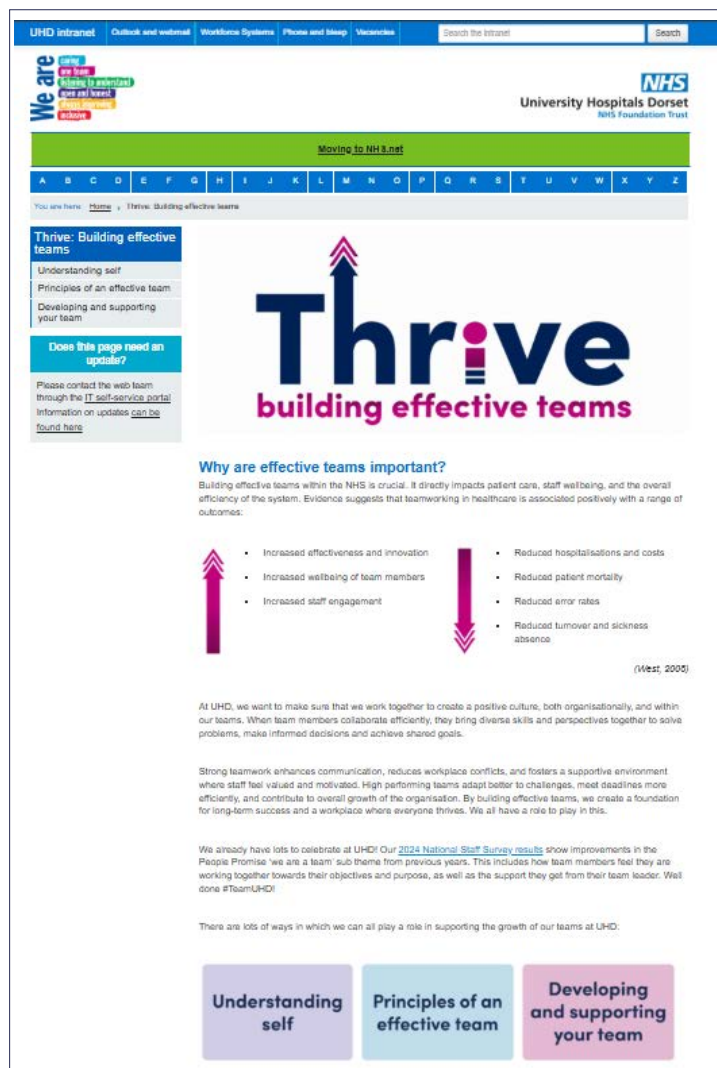 UHD intranet Outlook and webmail Workforce Systems Phone and bleep Vacancies Search the Intranet Search
We are
caring
one team
listening to understand
open and honest
always improving
inclusive
NHS
University Hospitals Dorset
NHS Foundation Trust
Moving to NHS.net
A B C D E F G H I J K L M N O P Q R S T U V W X Y Z
You are here: Home Thrive: Building effective teams
Thrive: Building effective
teams
Understanding self
Principles of an effective team
Developing and supporting
your team
Does this page need an
update?
Please contact the web team
through the IT self-service portal
Information on updates can be
found here
Thrive
building effective teams
Why are effective teams important?
Building effective teams within the NHS is crucial. It directly impacts patient care, staff wellbeing, and the overall
efficiency of the system. Evidence suggests that teamworking in healthcare is associated positively with a range of
outcomes:
• Increased effectiveness and innovation
• Increased wellbeing of team members
• Increased staff engagement
• Reduced hospitalisations and costs
• Reduced patient mortality
• Reduced error rates
• Reduced turnover and sickness
absence
(West, 2006)
At UHD, we want to make sure that we work together to create a positive culture, both organisationally, and within
our teams. When team members collaborate efficiently, they bring diverse skills and perspectives together to solve
problems, make informed decisions and achieve shared goals.
Strong teamwork enhances communication, reduces workplace conflicts, and fosters a supportive environment
where staff feel valued and motivated. High performing teams adapt better to challenges, meet deadlines more
efficiently, and contribute to overall growth of the organisation. By building effective teams, we create a foundation
for long-term success and a workplace where everyone thrives. We all have a role to play in this.
We already have lots to celebrate at UHD! Our 2024 National Staff Survey results show improvements in the
People Promise 'we are a team' sub theme from previous years. This includes how team members feel they are
working together towards their objectives and purpose, as well as the support they get from their team leader. Well
done #TeamUHD!
There are lots of ways in which we can all play a role in supporting the growth of our teams at UHD:
Understanding
self
Principles of an
effective team
Developing
and supporting
your team